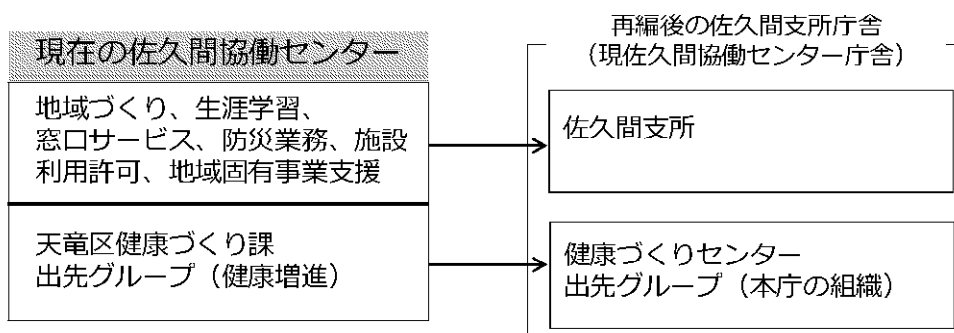 現在の佐久間協働センター
地域づくり、生涯学習、
窓口サービス、防災業務、施設
利用許可、地域固有事業支援
天竜区健康づくり課
出先グループ（健康増進）
再編後の佐久間支所庁舎
（現佐久間協働センター庁舎）
佐久間支所
健康づくりセンター
出先グループ（本庁の組織）